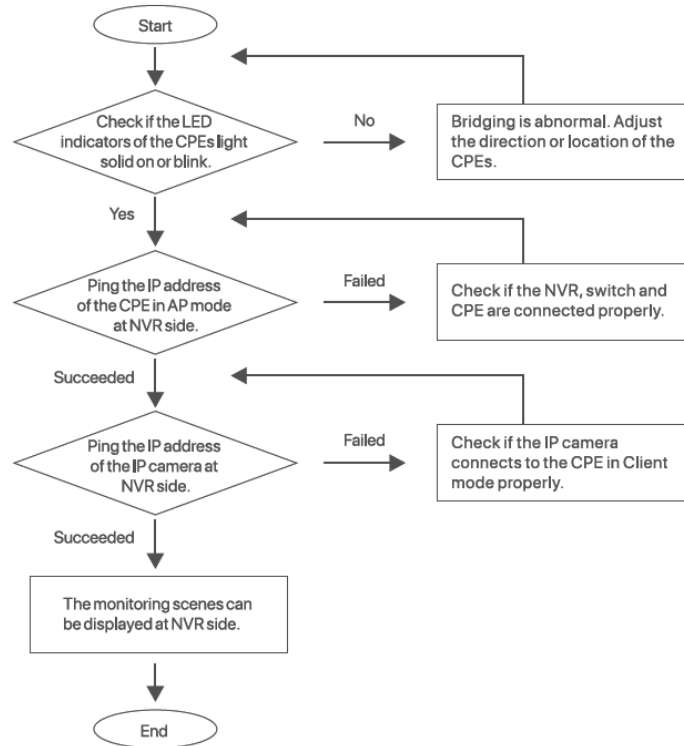 Start
Check if the LED
indicators of the CPEs light
solid on or blink.
No
Bridging is abnormal. Adjust
the direction or location of the
CPEs.
Yes
Ping the IP address
of the CPE in AP mode
at NVR side.
Failed
Check if the NVR, switch and
CPE are connected properly.
Succeeded
Ping the IP address
of the IP camera at
NVR side.
Failed
Check if the IP camera
connects to the CPE in Client
mode properly.
Succeeded
The monitoring scenes can
be displayed at NVR side.
End